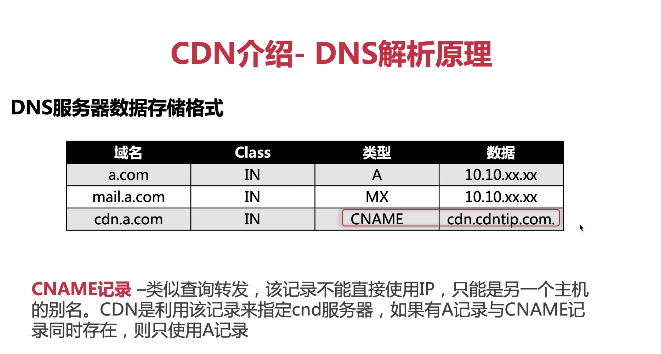 CDN介绍- DNS解析原理
DNS服务器数据存储格式
域名 Class 类型 数据
a.com IN A 10.10.xx.xx
mail.a.com IN MX 10.10.xx.xx
cdn.a.com IN CNAME cdn.cdntip.com.
CNAME记录 –类似查询转发，该记录不能直接使用IP，只能是另一个主机
的别名。CDN是利用该记录来指定cnd服务器，如果有A记录与CNAME记
录同时存在，则只使用A记录